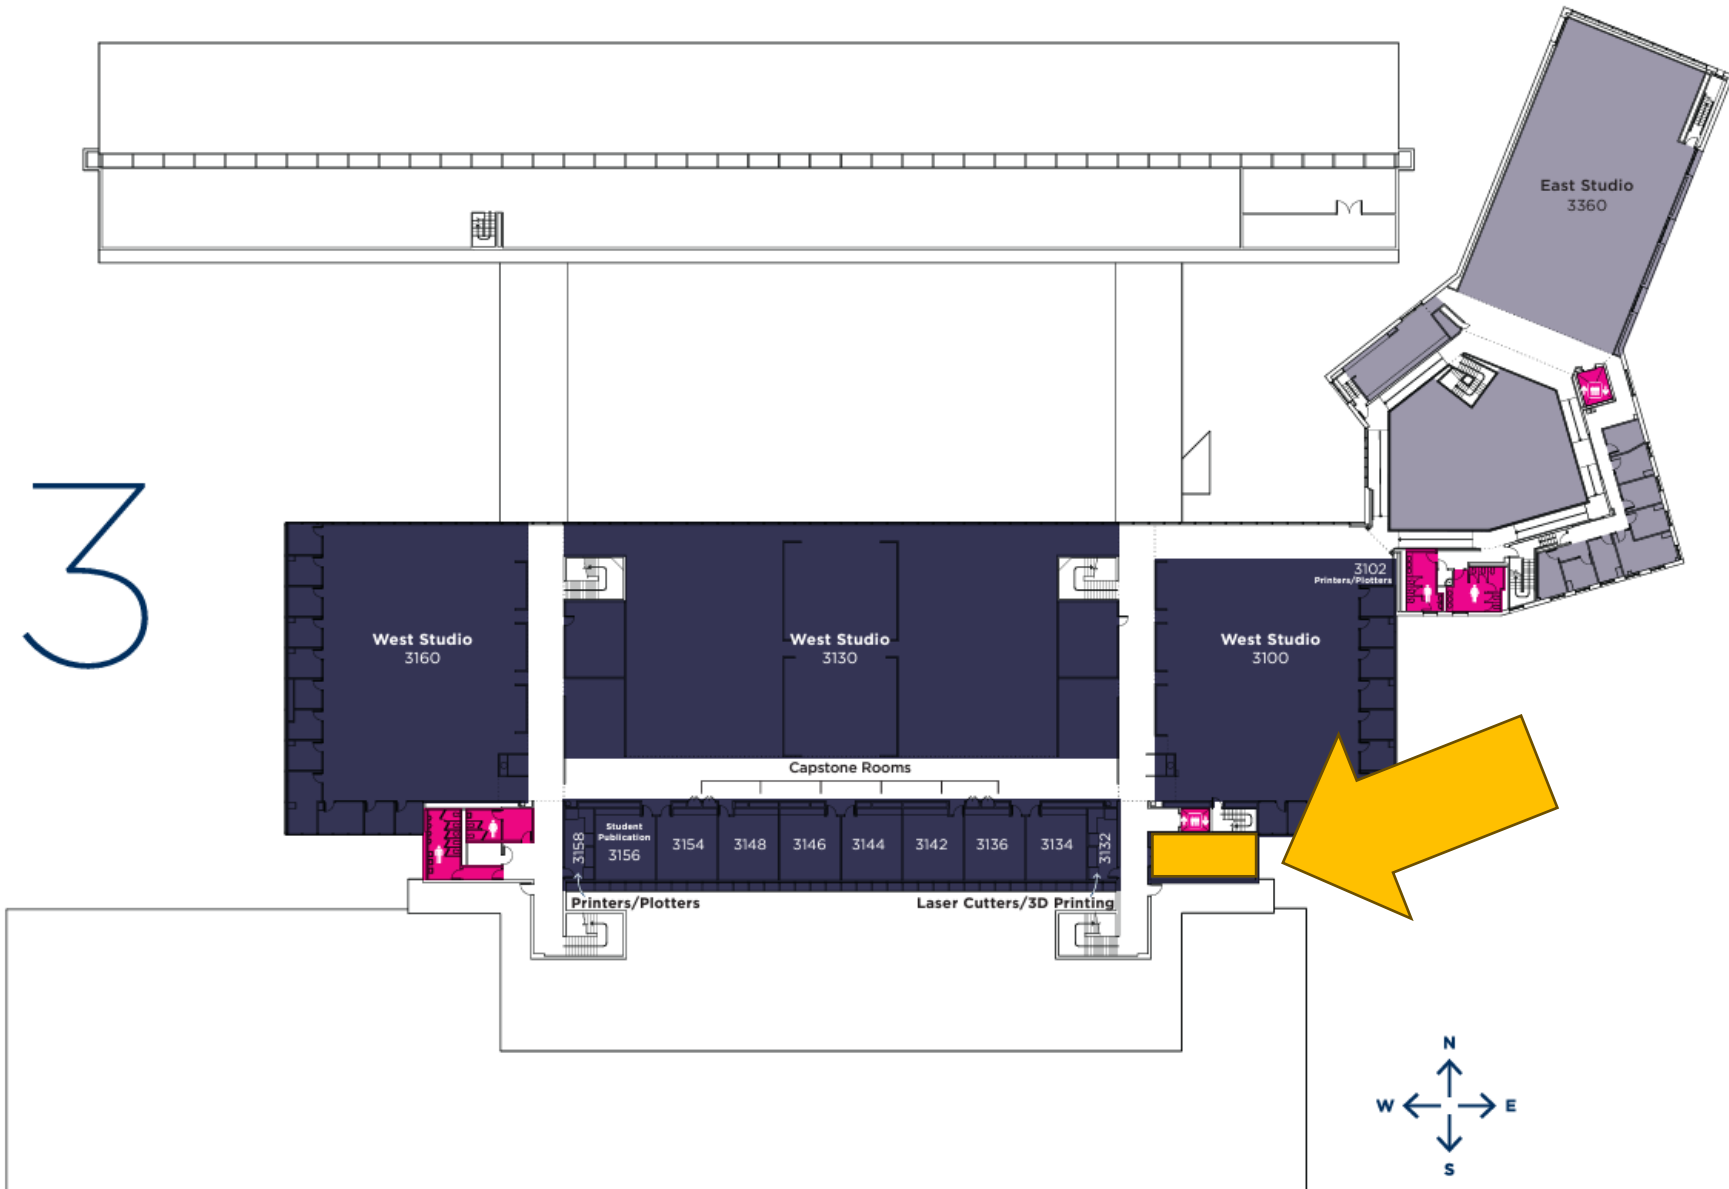 East Studio
3360
3
3102
Printers/Plotters
West Studio
3160
West Studio
3130
West Studio
3100
Capstone Rooms
3158
Student
Publication
3156
3154
3148
3146
3144
3142
3136
3134
3132
Printers/Plotters
Laser Cutters/3D Printing
N
W
E
S